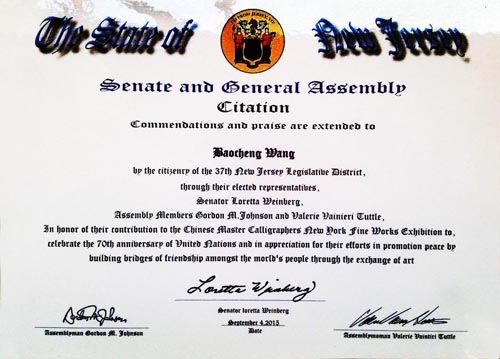 The State of New Jersey
Senate and General Assembly
Citation
Commendations and praise are extended to
Baocheng Wang
by the citizenry of the 37th New Jersey Legislative District,
through their elected representatives,
Senator Loretta Weinberg,
Assembly Members Gordon M.Johnson and Valerie Vainieri Tuttle,
In honor of their contribution to the Chinese Master Calligraphers New York Fine Works Exhibition to,
celebrate the 70th anniversary of United Nations and in appreciation for their efforts in promotion peace by
building bridges of friendship amongst the world's people through the exchange of art
Loretta Weinberg
Senator loretta Weinberg
September 4.2015
Date
Assemblyman Gordon M. Johnson
Assemblywoman Valerie Vaintiei Tuttle